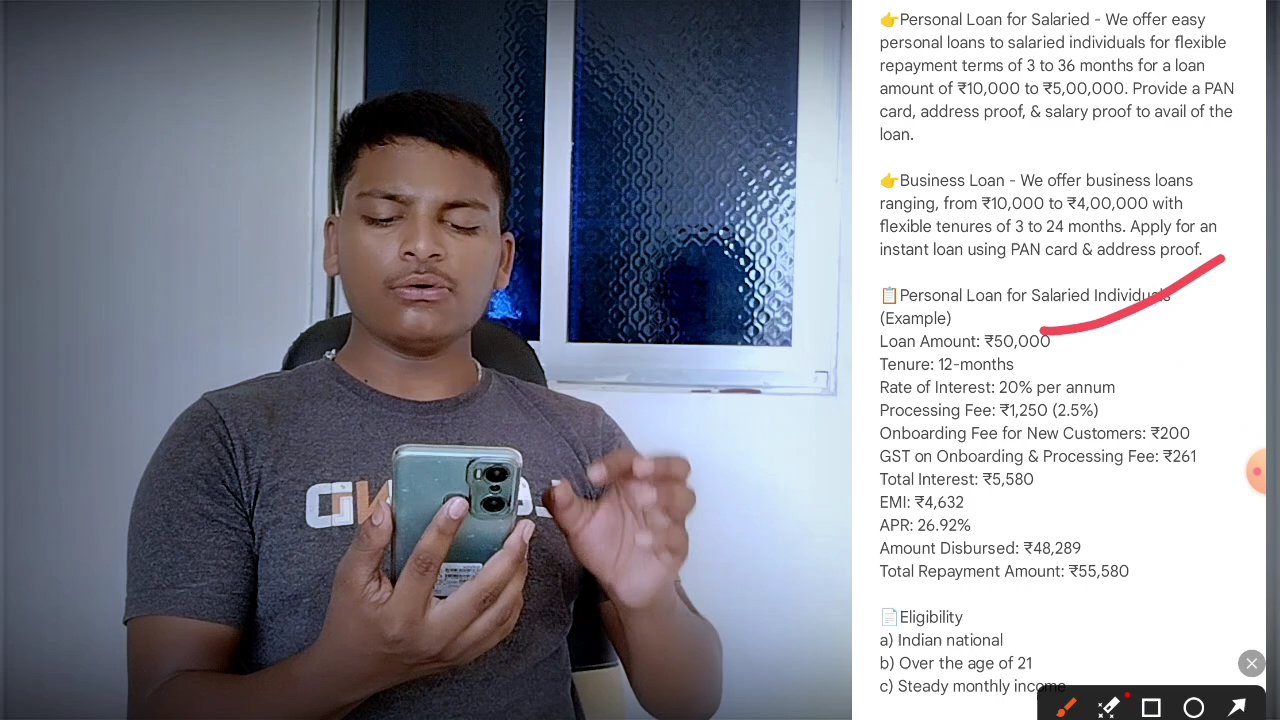 👉Personal Loan for Salaried - We offer easy
personal loans to salaried individuals for flexible
repayment terms of 3 to 36 months for a loan
amount of ₹10,000 to ₹5,00,000. Provide a PAN
card, address proof, & salary proof to avail of the
loan.
👉Business Loan - We offer business loans
ranging, from ₹10,000 to ₹4,00,000 with
flexible tenures of 3 to 24 months. Apply for an
instant loan using PAN card & address proof.
📋Personal Loan for Salaried Individuals
(Example)
Loan Amount: ₹50,000
Tenure: 12-months
Rate of Interest: 20% per annum
Processing Fee: ₹1,250 (2.5%)
Onboarding Fee for New Customers: ₹200
GST on Onboarding & Processing Fee: ₹261
Total Interest: ₹5,580
EMI: ₹4,632
APR: 26.92%
Amount Disbursed: ₹48,289
Total Repayment Amount: ₹55,580
📄Eligibility
a) Indian national
b) Over the age of 21
c) Steady monthly income